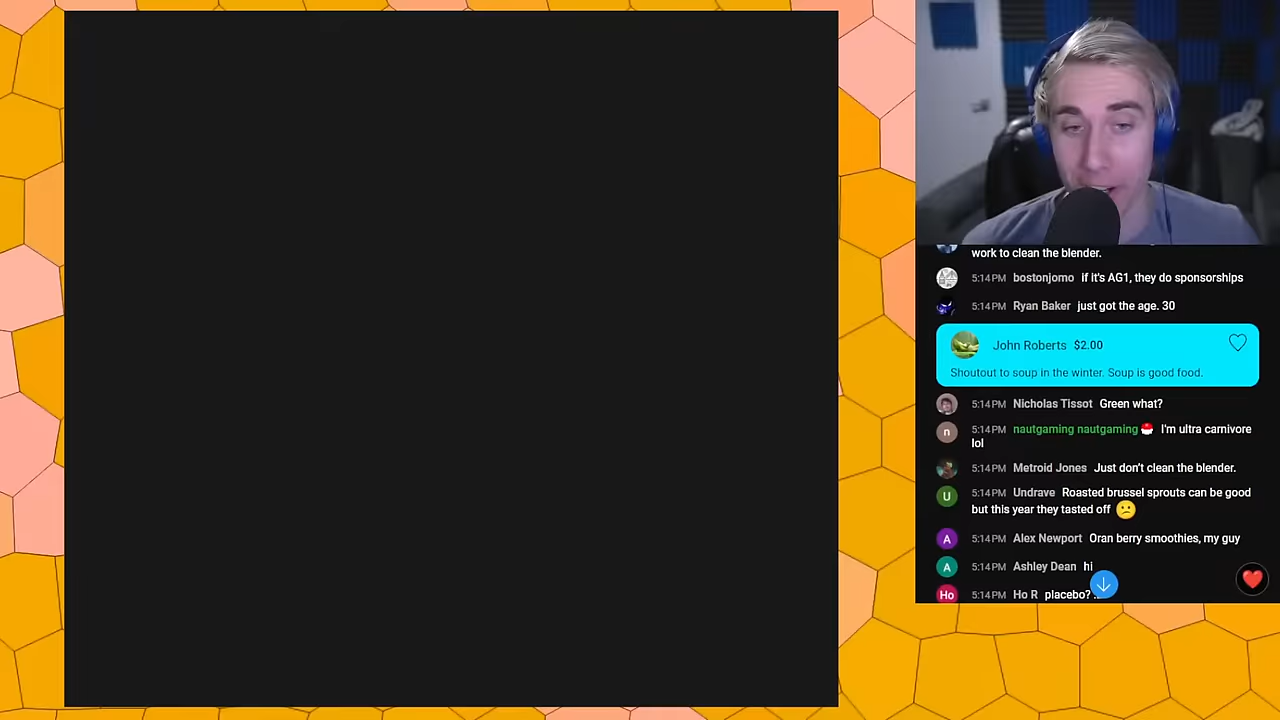 work to clean the blender.
5:14 PM bostonjomo if it's AG1, they do sponsorships
5:14 PM Ryan Baker just got the age. 30
John Roberts $2.00
Shoutout to soup in the winter. Soup is good food.
5:14 PM Nicholas Tissot Green what?
n 5:14 PM nautgaming nautgaming I'm ultra carnivore
lol
5:14 PM Metroid Jones Just don't clean the blender.
U 5:14 PM Undrave Roasted brussel sprouts can be good
but this year they tasted off
A 5:14 PM Alex Newport Oran berry smoothies, my guy
A 5:14 PM Ashley Dean hi
Ho 5:14 PM Ho R placebo?